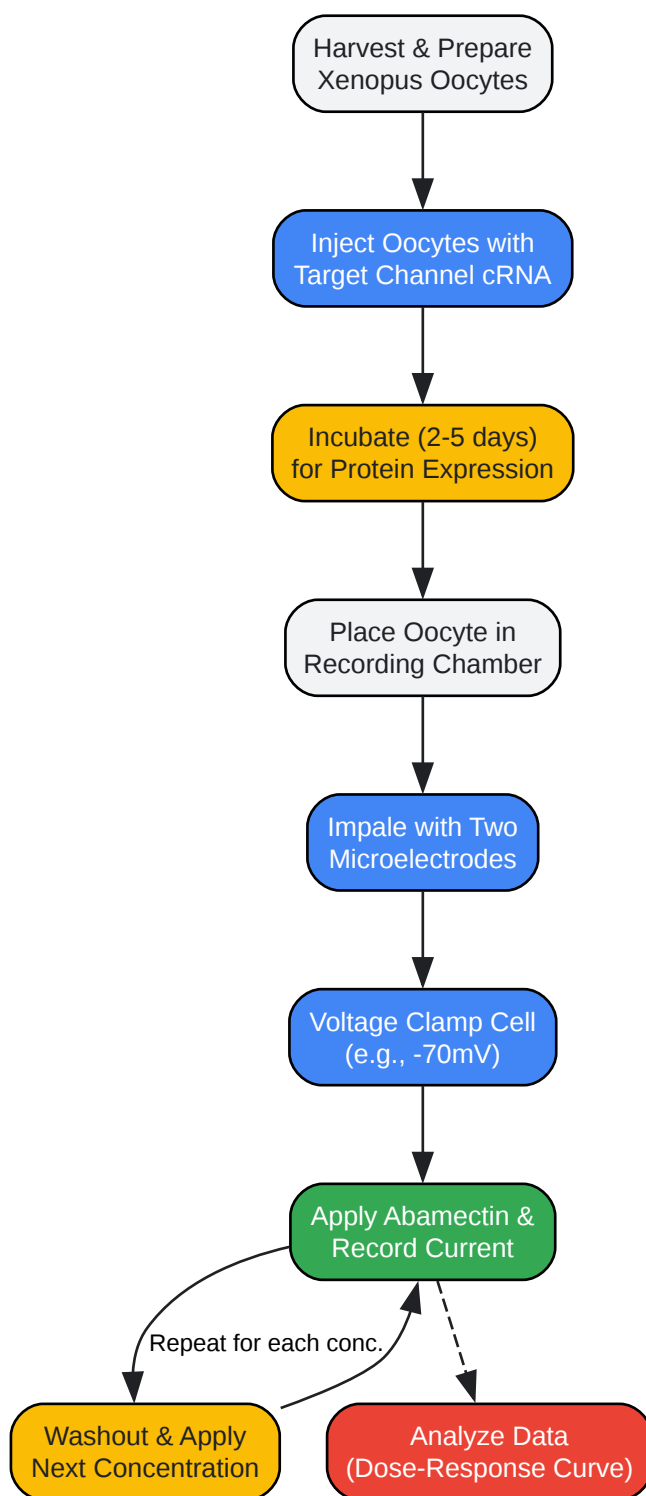 Harvest & Prepare
Xenopus Oocytes
Inject Oocytes with
Target Channel cRNA
Incubate (2-5 days)
for Protein Expression
Place Oocyte in
Recording Chamber
Impale with Two
Microelectrodes
Voltage Clamp Cell
(e.g., -70mV)
Apply Abamectin &
Record Current
Repeat for each conc.
Washout & Apply
Next Concentration
Analyze Data
(Dose-Response Curve)